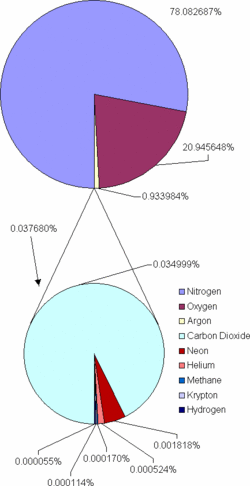 78.082687%
20.945648%
0.933984%
0.037680%
0.034999%
Nitrogen
Oxygen
Argon
Carbon Dioxide
Neon
Helium
Methane
Krypton
Hydrogen
0.001818%
0.000055%
0.000170%
0.000524%
0.000114%